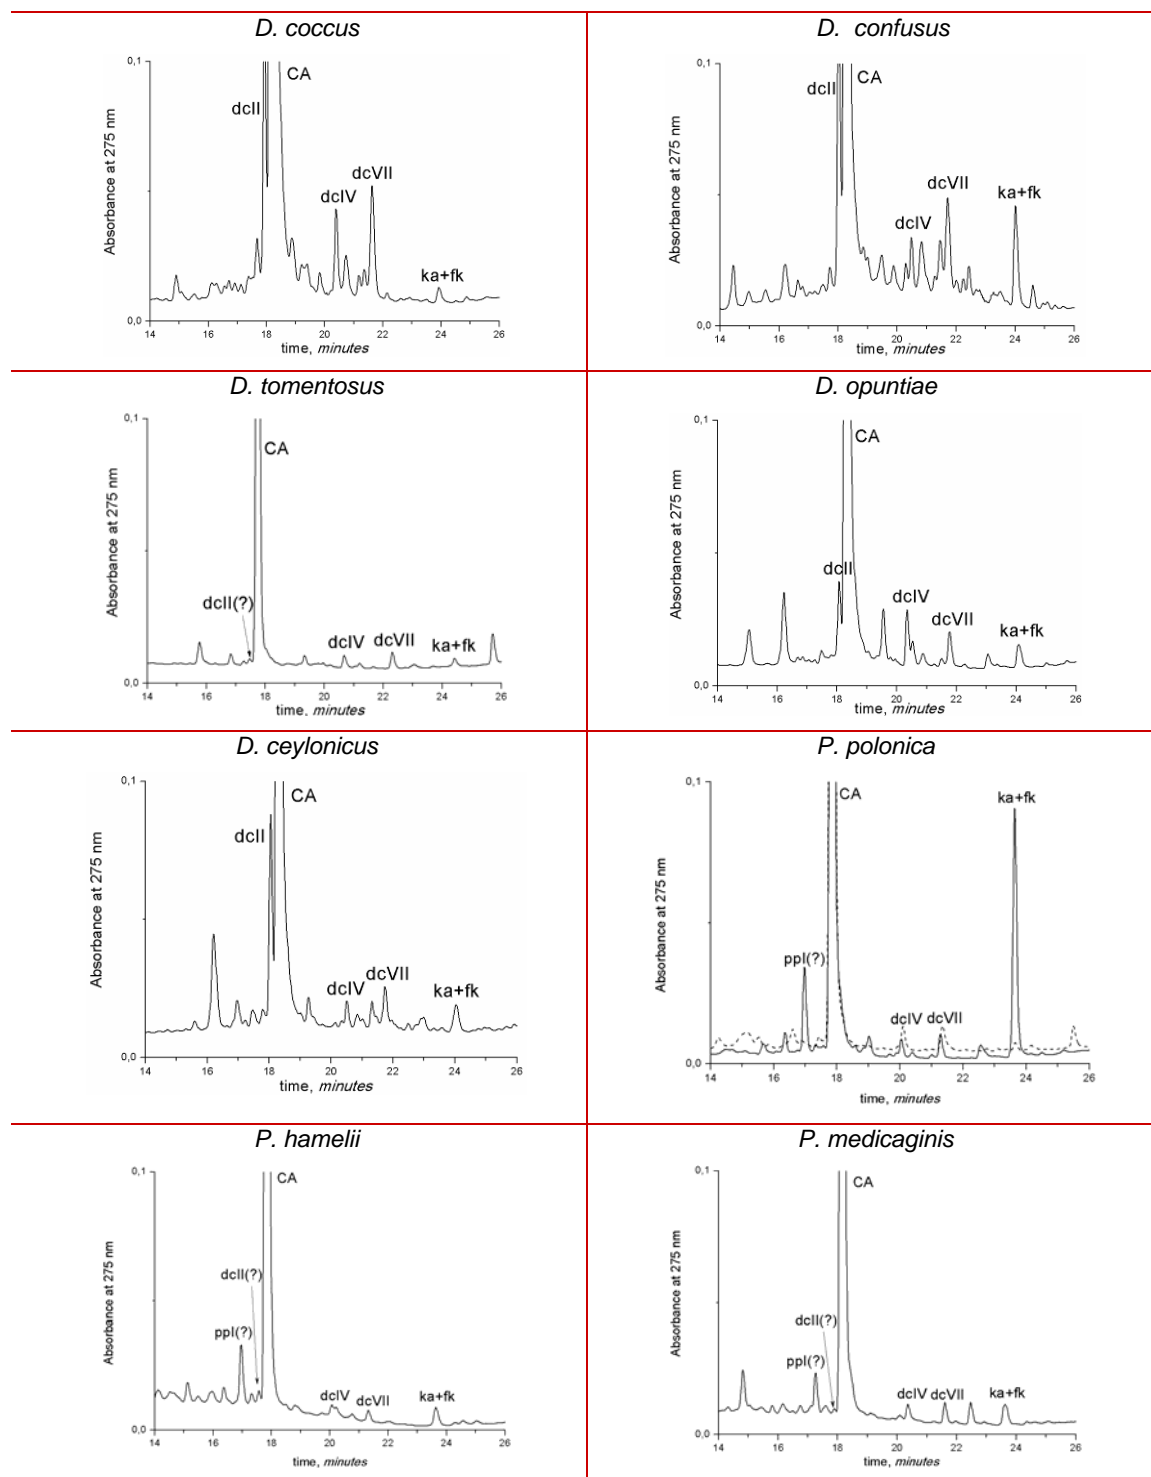 D. coccus
0,1
CA
dcII
dcVII
dcIV
ka+fk
Absorbance at 275 nm
0,0
14 16 18 20 22 24 26
time, minutes
D. confusus
0,1
CA
dcII
dcVII
ka+fk
dcIV
Absorbance at 275 nm
0,0
14 16 18 20 22 24 26
time, minutes
D. tomentosus
0,1
CA
dcII(?)
dcIV dcVII
ka+fk
Absorbance at 275 nm
0,0
14 16 18 20 22 24 26
time, minutes
D. opuntiae
0,1
CA
dcII
dcIV
dcVII
ka+fk
Absorbance at 275 nm
0,0
14 16 18 20 22 24 26
time, minutes
D. ceylonicus
0,1
CA
dcII
dcVII
dcIV
ka+fk
Absorbance at 275 nm
0,0
14 16 18 20 22 24 26
time, minutes
P. polonica
0,1
CA
ka+fk
ppI(?)
dcIV dcVII
Absorbance at 275 nm
0,0
14 16 18 20 22 24 26
time, minutes
P. hamelii
0,1
CA
dcII(?)
ppI(?)
dcIV
dcVII
ka+fk
Absorbance at 275 nm
0,0
14 16 18 20 22 24 26
time, minutes
P. medicaginis
0,1
CA
dcII(?)
ppI(?)
dcIV dcVII
ka+fk
Absorbance at 275 nm
0,0
14 16 18 20 22 24 26
time, minutes